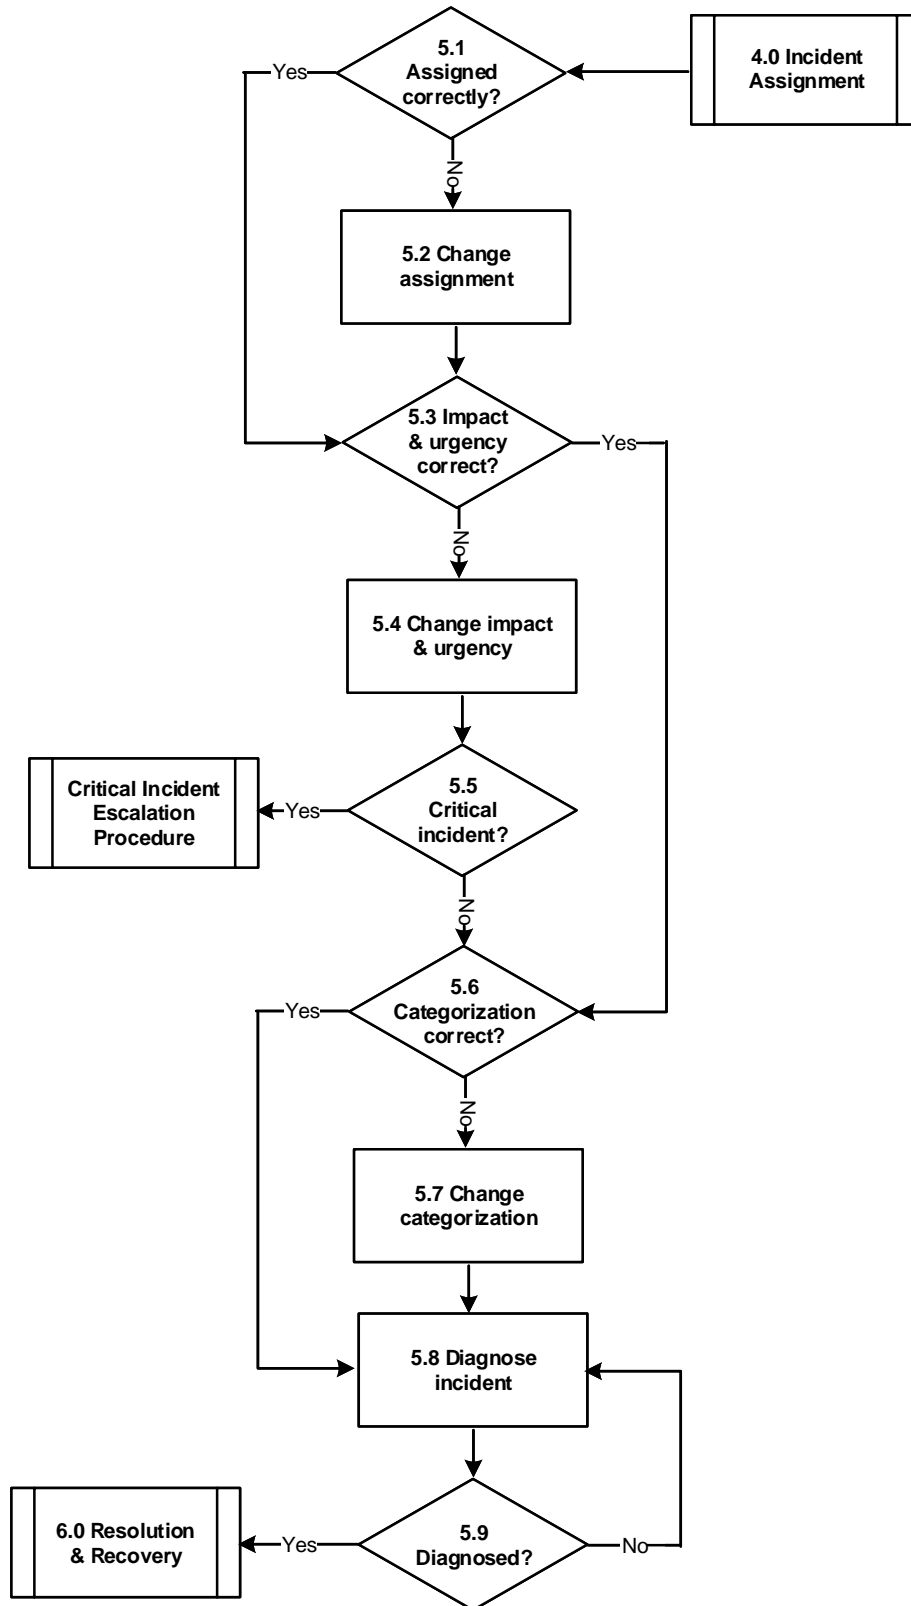 5.1
Assigned
correctly?
4.0 Incident
Assignment
Yes
No
5.2 Change
assignment
5.3 Impact
& urgency
correct?
Yes
No
5.4 Change impact
& urgency
Critical Incident
Escalation
Procedure
Yes
5.5
Critical
incident?
No
5.6
Categorization
correct?
Yes
No
5.7 Change
categorization
5.8 Diagnose
incident
6.0 Resolution
& Recovery
Yes
5.9
Diagnosed?
No